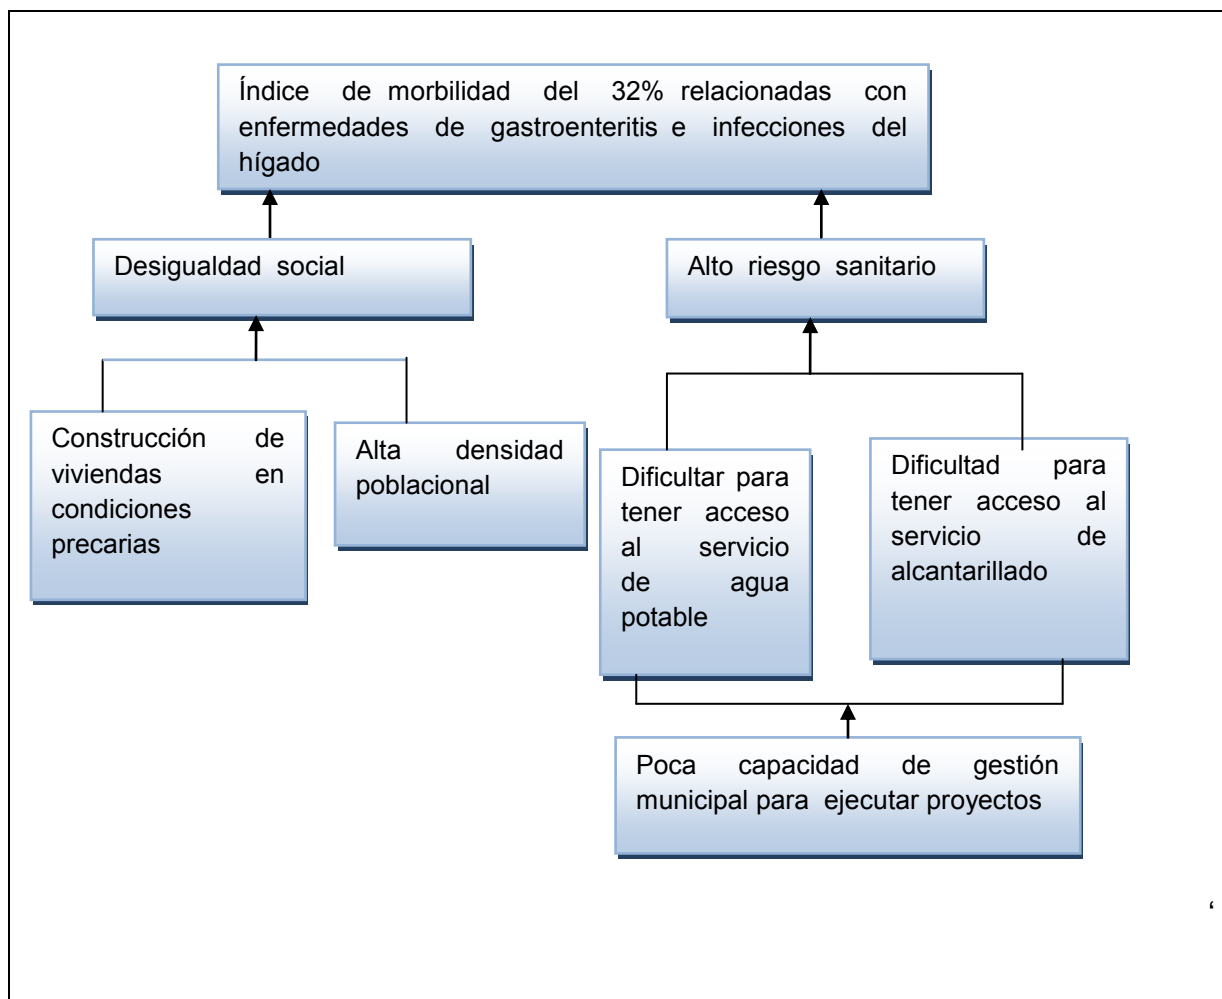 Índice de morbilidad del 32% relacionadas con
enfermedades de gastroenteritis e infecciones del
hígado
Desigualdad social
Alto riesgo sanitario
Construcción de
viviendas en
condiciones
precarias
Alta densidad
poblacional
Dificultar para
tener acceso
al servicio
de agua
potable
Dificultad para
tener acceso al
servicio de
alcantarillado
Poca capacidad de gestión
municipal para ejecutar proyectos
‘